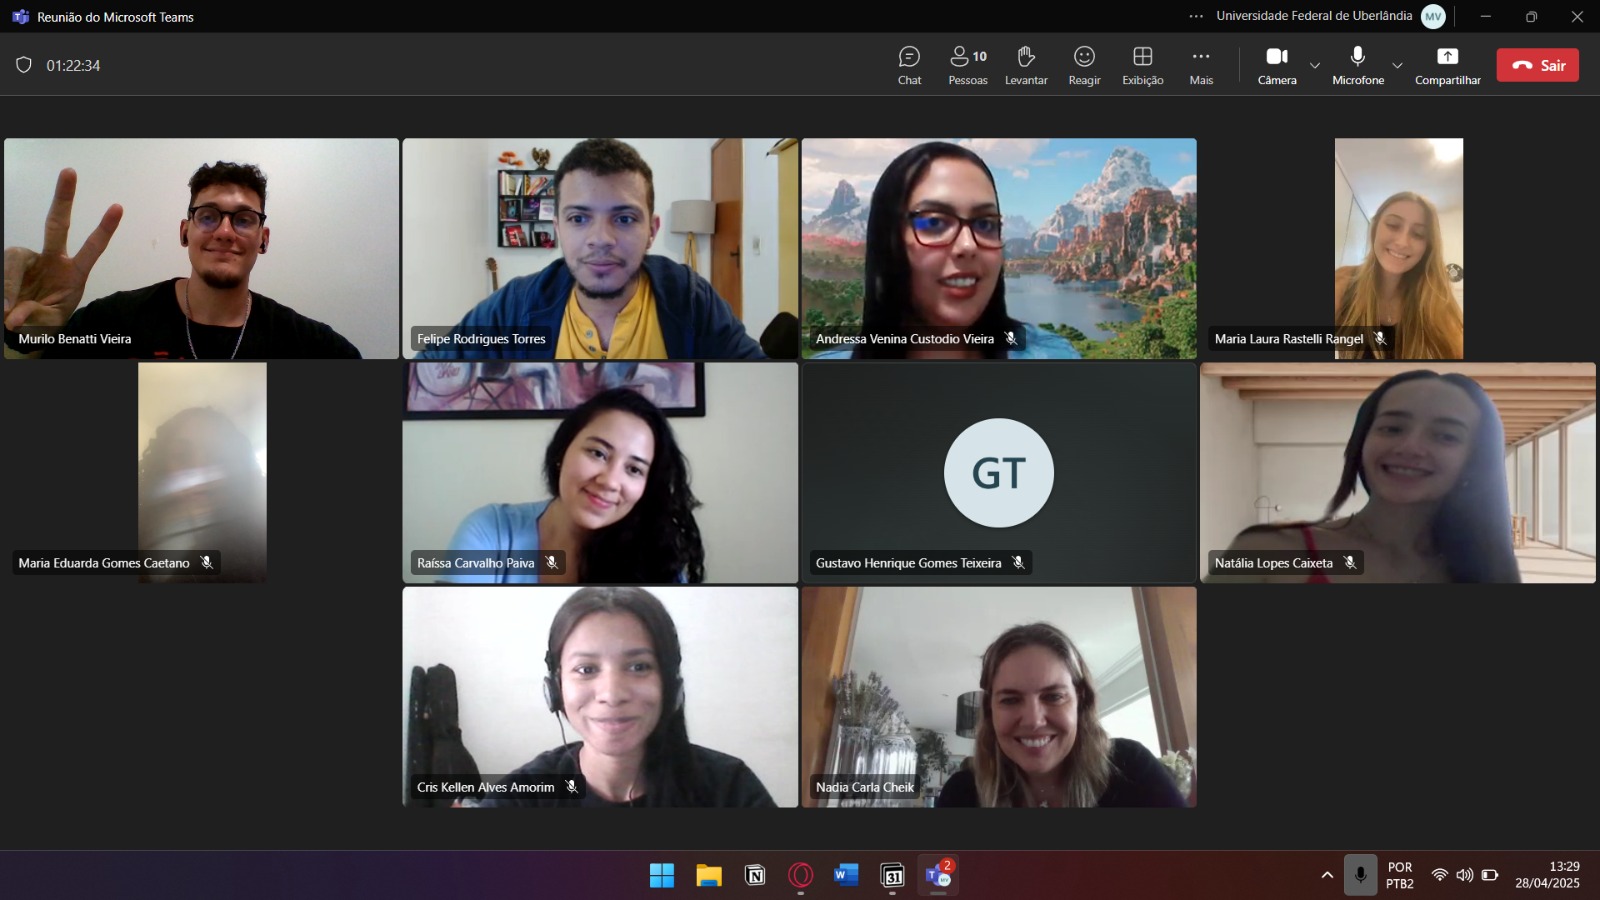 Reunião do Microsoft Teams
Universidade Federal de Uberlândia MV
01:22:34
10
Chat Pessoas Levantar Reagir Exibição Mais Câmera Microfone Compartilhar Sair
Murilo Benatti Vieira
Felipe Rodrigues Torres
Andressa Venina Custodio Vieira
Maria Laura Rastelli Rangel
Maria Eduarda Gomes Caetano
Raíssa Carvalho Paiva
GT
Gustavo Henrique Gomes Teixeira
Natália Lopes Caixeta
Cris Kellen Alves Amorim
Nadia Carla Cheik
31
2
MV
POR
PTB2
13:29
28/04/2025